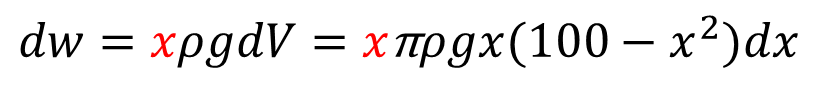 dw = xρgdV = xπρgx(100 − x²)dx